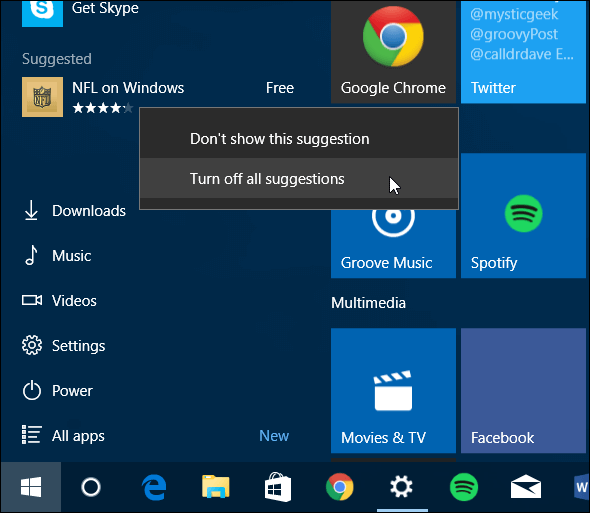 Get Skype
Suggested
NFL on Windows
Free
Don't show this suggestion
Turn off all suggestions
Downloads
Music
Videos
Settings
Power
All apps
New
Google Chrome
@mysticgeek
@groovyPost
@calldrdave E...
Twitter
Groove Music
Spotify
Multimedia
Movies & TV
Facebook